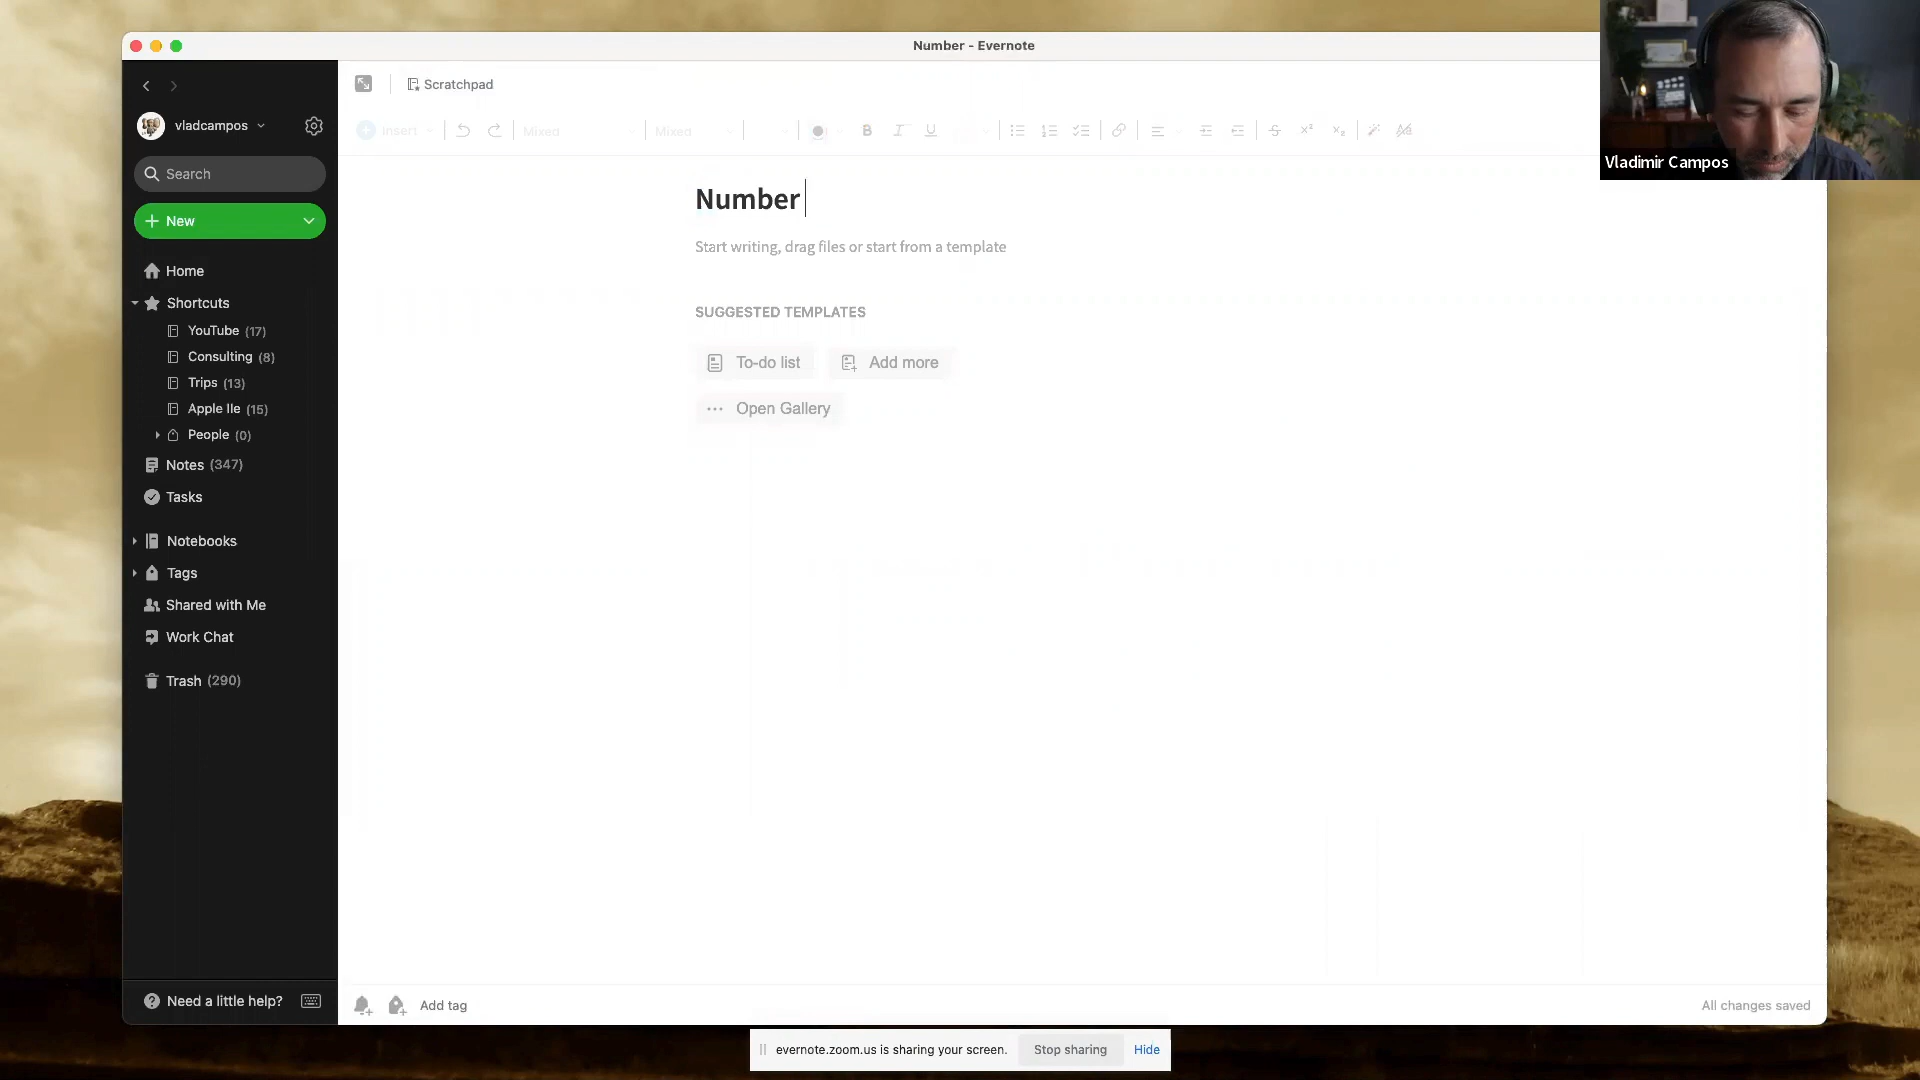 Number - Evernote
Vladimir Campos
vladcampos
Search
New
Home
Shortcuts
YouTube (17)
Consulting (8)
Trips (13)
Apple IIe (15)
People (0)
Notes (347)
Tasks
Notebooks
Tags
Shared with Me
Work Chat
Trash (290)
Need a little help?
Scratchpad
Insert
Mixed
Mixed
B I U
Number
Start writing, drag files or start from a template
SUGGESTED TEMPLATES
To-do list
Add more
Open Gallery
Add tag
All changes saved
evernote.zoom.us is sharing your screen.
Stop sharing
Hide